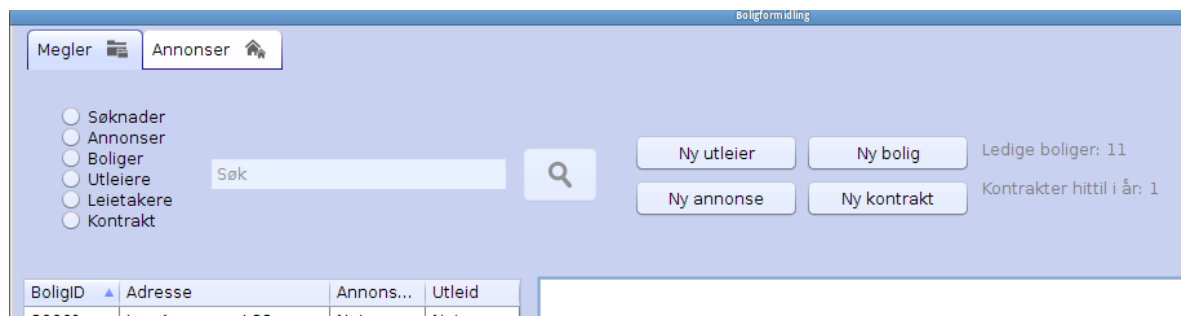 Boligformidling
Megler
Annonser
Søknader
Annonser
Boliger
Utleiere
Leietakere
Kontrakt
Søk
Ny utleier
Ny bolig
Ledige boliger: 11
Ny annonse
Ny kontrakt
Kontrakter hittil i år: 1
BoligID Adresse Annons... Utleid